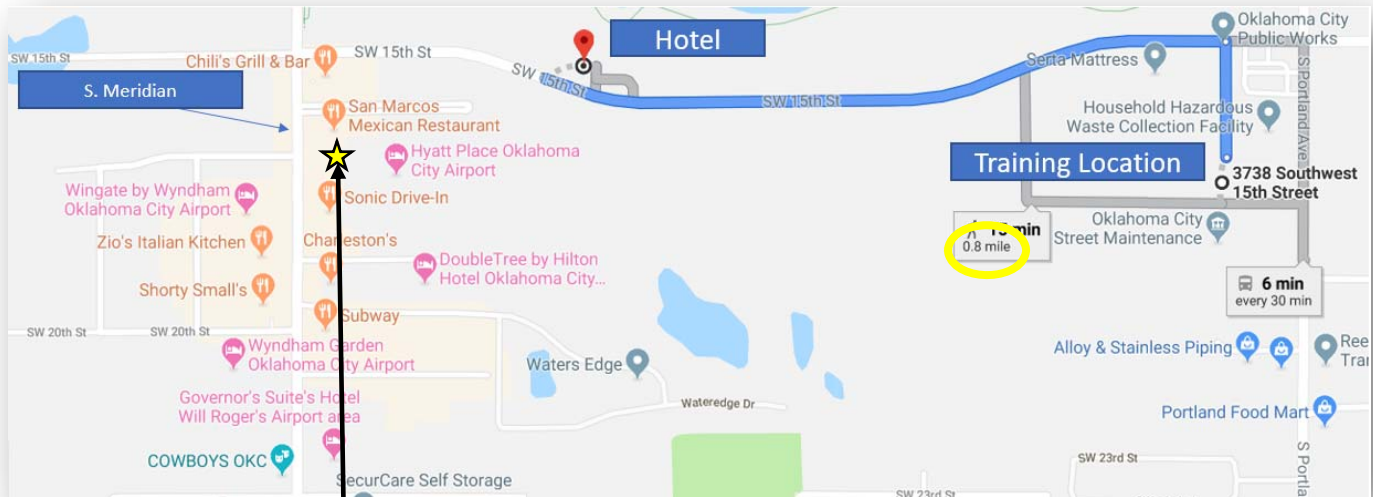 Oklahoma City
Public Works
Hotel
SW 15th St
Chili's Grill & Bar
SW 15th St
Serta Mattress
SW 15th St
S. Meridian
SW 15th St
S Portland Ave
San Marcos
Mexican Restaurant
Household Hazardous
Waste Collection Facility
Hyatt Place Oklahoma
City Airport
Training Location
3738 Southwest
15th Street
Wingate by Wyndham
Oklahoma City Airport
Sonic Drive-In
Oklahoma City
Street Maintenance
min
0.8 mile
Zio's Italian Kitchen
Charleston's
DoubleTree by Hilton
Hotel Oklahoma City...
6 min
every 30 min
Shorty Small's
Subway
SW 20th St
SW 20th St
Wyndham Garden
Oklahoma City Airport
Waters Edge
Alloy & Stainless Piping
Ree
Tra
Governor's Suite's Hotel
Will Roger's Airport area
Wateredge Dr
Portland Food Mart
COWBOYS OKC
SW 23rd St
S Portla
SecurCare Self Storage
SW 23rd St